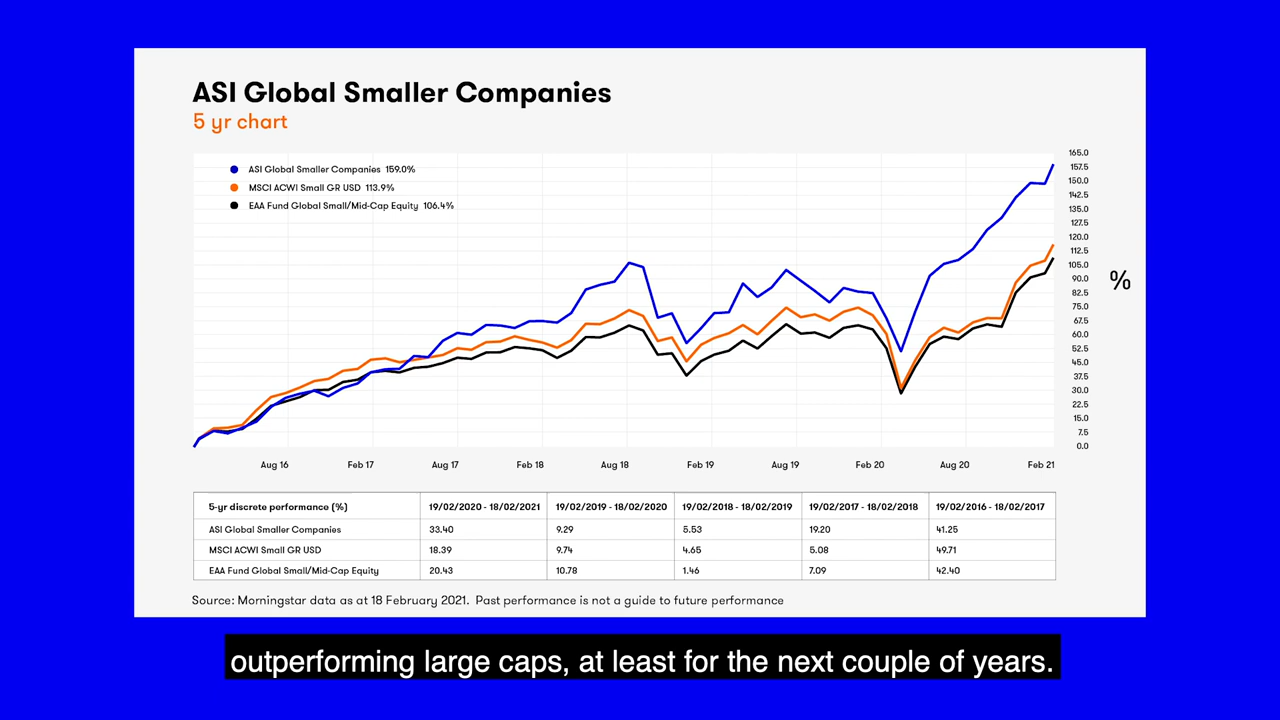 ASI Global Smaller Companies
5 yr chart
ASI Global Smaller Companies 159.0%
MSCI ACWI Small GR USD 113.9%
EAA Fund Global Small/Mid-Cap Equity 106.4%
165.0
157.5
150.0
142.5
135.0
127.5
120.0
112.5
105.0
90.0
82.5
75.0
67.5
60.0
52.5
45.0
37.5
30.0
22.5
15.0
7.5
0.0
%
Aug 16 Feb 17 Aug 17 Feb 18 Aug 18 Feb 19 Aug 19 Feb 20 Aug 20 Feb 21
5-yr discrete performance (%) 19/02/2020 - 18/02/2021 19/02/2019 - 18/02/2020 19/02/2018 - 18/02/2019 19/02/2017 - 18/02/2018 19/02/2016 - 18/02/2017
ASI Global Smaller Companies 33.40 9.29 5.53 19.20 41.25
MSCI ACWI Small GR USD 18.39 9.74 4.65 5.08 49.71
EAA Fund Global Small/Mid-Cap Equity 20.43 10.78 1.46 7.09 42.40
Source: Morningstar data as at 18 February 2021. Past performance is not a guide to future performance
outperforming large caps, at least for the next couple of years.